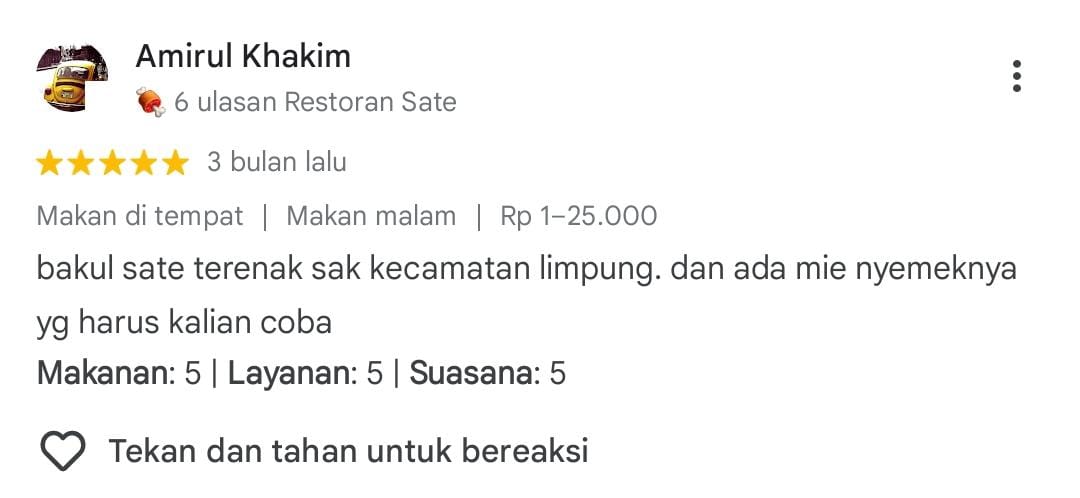 Amirul Khakim
6 ulasan Restoran Sate
3 bulan lalu
Makan di tempat | Makan malam | Rp 1–25.000
bakul sate terenak sak kecamatan limpung. dan ada mie nyemeknya
yg harus kalian coba
Makanan: 5 | Layanan: 5 | Suasana: 5
Tekan dan tahan untuk bereaksi